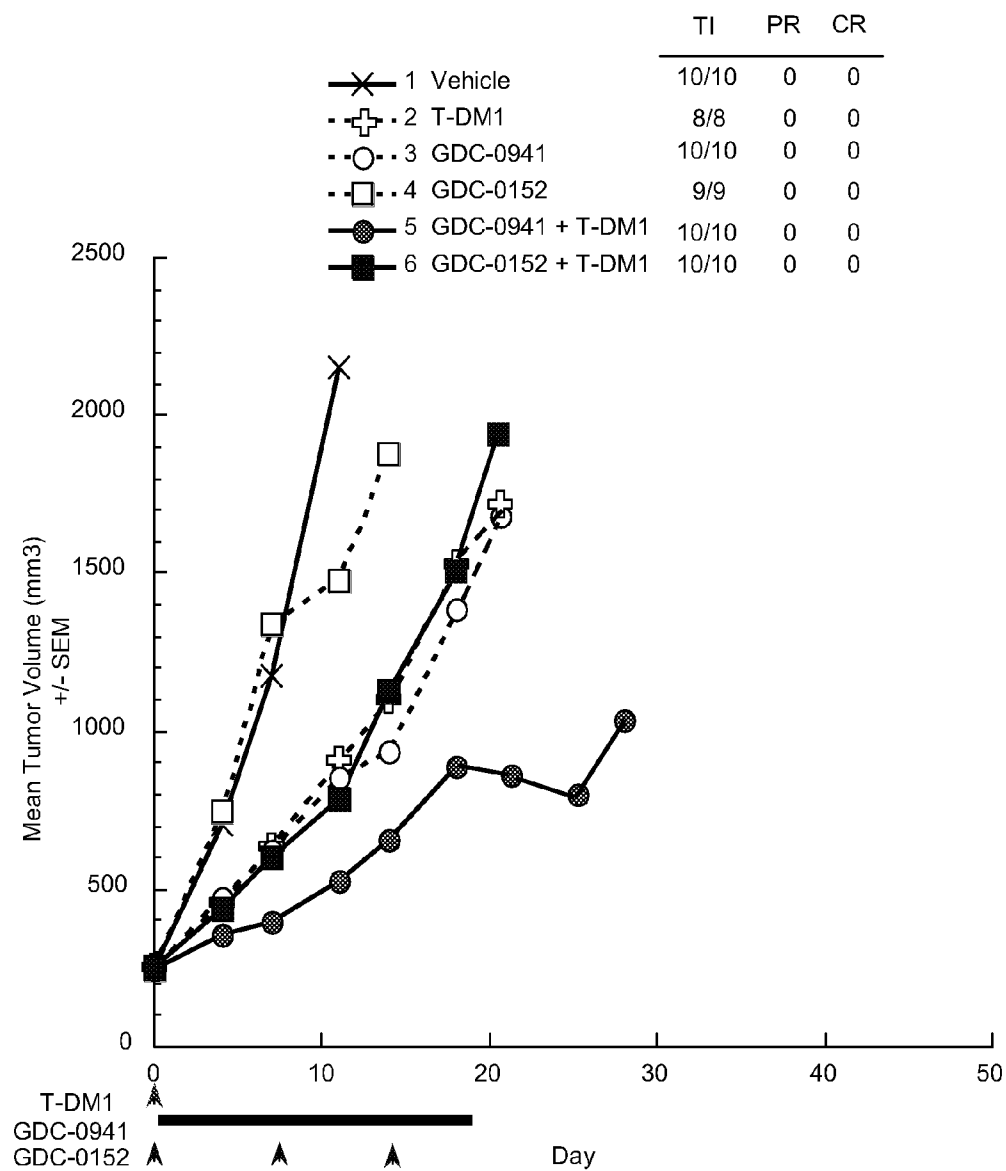 TI PR CR
1 Vehicle 10/10 0 0
2 T-DM1 8/8 0 0
3 GDC-0941 10/10 0 0
4 GDC-0152 9/9 0 0
5 GDC-0941 + T-DM1 10/10 0 0
6 GDC-0152 + T-DM1 10/10 0 0
Mean Tumor Volume (mm3)
+/- SEM
2500
2000
1500
1000
500
0
0 10 20 30 40 50
T-DM1
GDC-0941
GDC-0152
Day